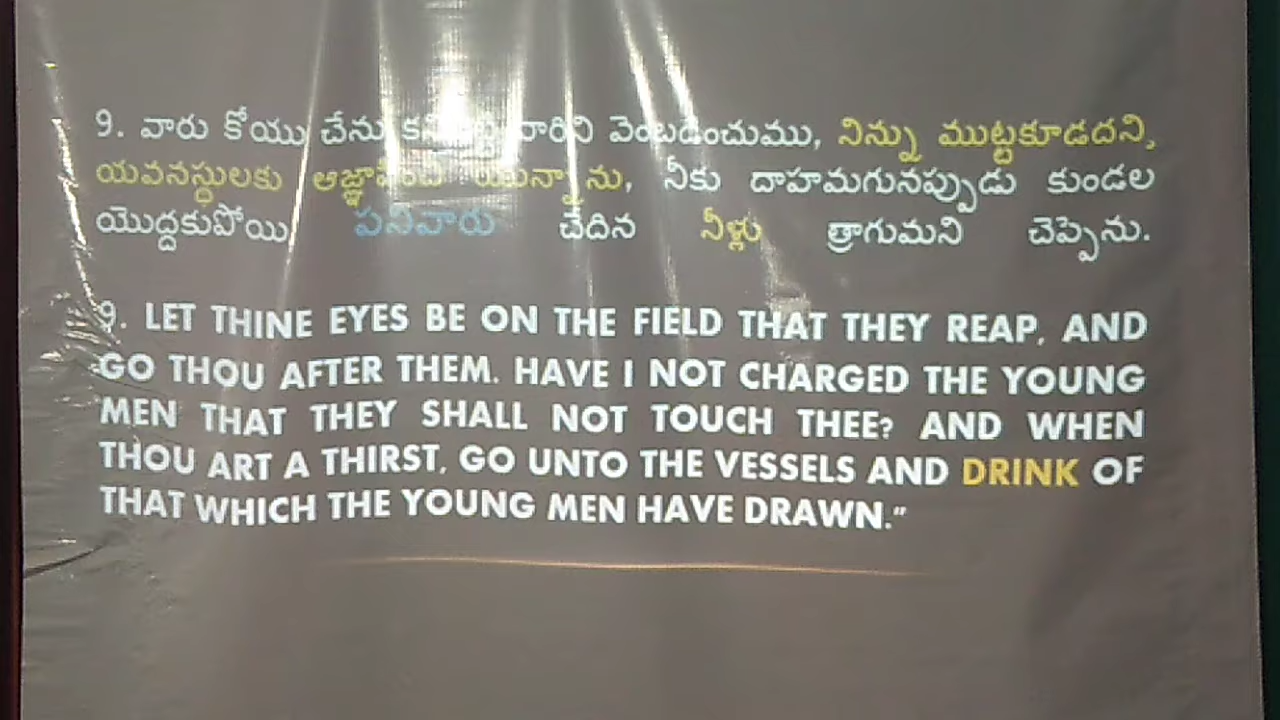 9. వారు కోయు చేను కనిపెట్టి వారిని వెంబడించుము, నిన్ను ముట్టకూడదని,
యవనస్థులకు ఆజ్ఞాపించి యున్నాను, నీకు దాహమగునప్పుడు కుండల
యొద్దకుపోయి పనివారు చేదిన నీళ్లు త్రాగుమని చెప్పెను.
9. LET THINE EYES BE ON THE FIELD THAT THEY REAP, AND
GO THOU AFTER THEM. HAVE I NOT CHARGED THE YOUNG
MEN THAT THEY SHALL NOT TOUCH THEE? AND WHEN
THOU ART A THIRST, GO UNTO THE VESSELS AND DRINK OF
THAT WHICH THE YOUNG MEN HAVE DRAWN.”